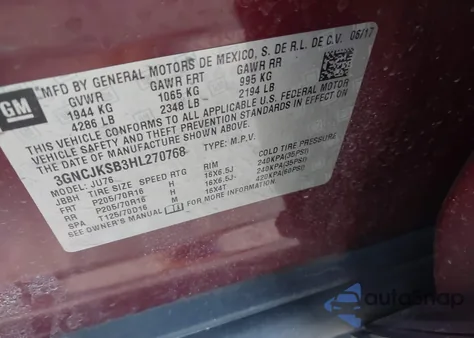 GM
MFD BY GENERAL MOTORS DE MEXICO, S. DE R.L. DE C.V. 06/17
GVWR GAWR FRT GAWR RR
1944 KG 1065 KG 995 KG
4286 LB 2348 LB 2194 LB
THIS VEHICLE CONFORMS TO ALL APPLICABLE U.S. FEDERAL
MOTOR VEHICLE SAFETY, BUMPER, AND THEFT PREVENTION
STANDARDS IN EFFECT ON THE DATE OF MANUFACTURE SHOWN ABOVE.
3GNCJKSB3HL270768 TYPE: M.P.V.
JU76
JBBH TIRE SIZE SPEED RTG RIM COLD TIRE PRESSURE
FRT P205/70R16 H 16X6.5J 240KPA(35PSI)
RR P205/70R16 H 16X6.5J 240KPA(35PSI)
SPA T125/70D16 M 16X4T 420KPA(60PSI)
SEE OWNER'S MANUAL
autosnap